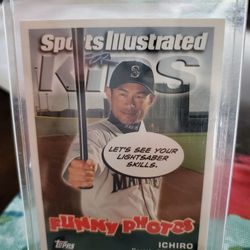 Sports Illustrated
KIDS
LET'S SEE YOUR
LIGHTSABER
SKILLS.
FUNNY PHOTOS
TOPPS
ICHIRO